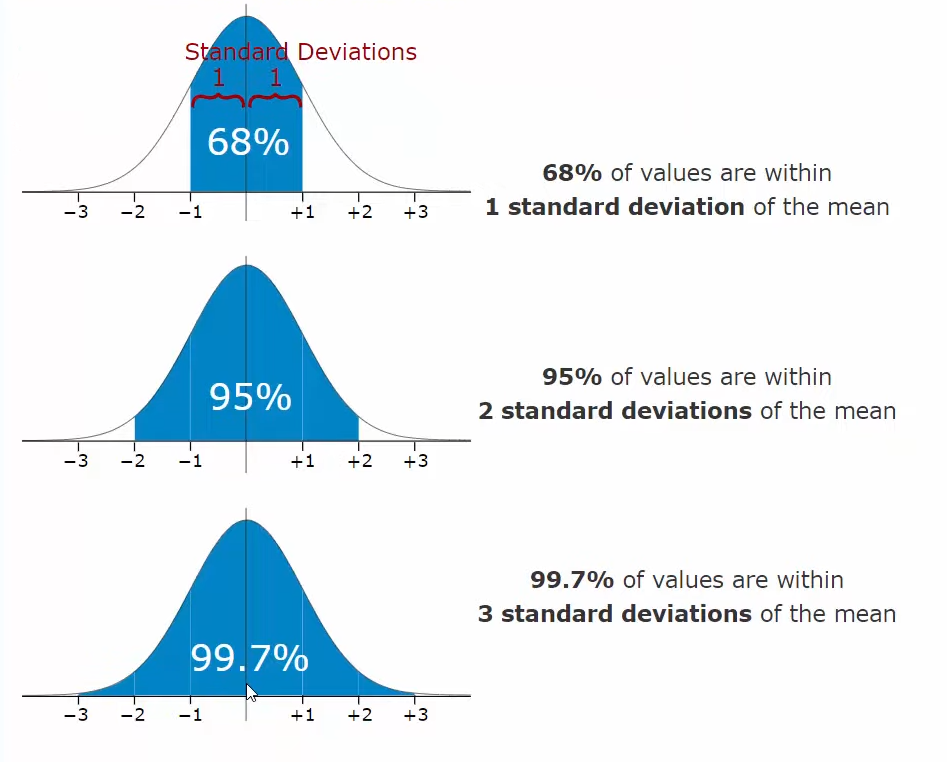 Standard Deviations
1 1
68%
−3 −2 −1 +1 +2 +3
68% of values are within
1 standard deviation of the mean
95%
−3 −2 −1 +1 +2 +3
95% of values are within
2 standard deviations of the mean
99.7%
−3 −2 −1 +1 +2 +3
99.7% of values are within
3 standard deviations of the mean